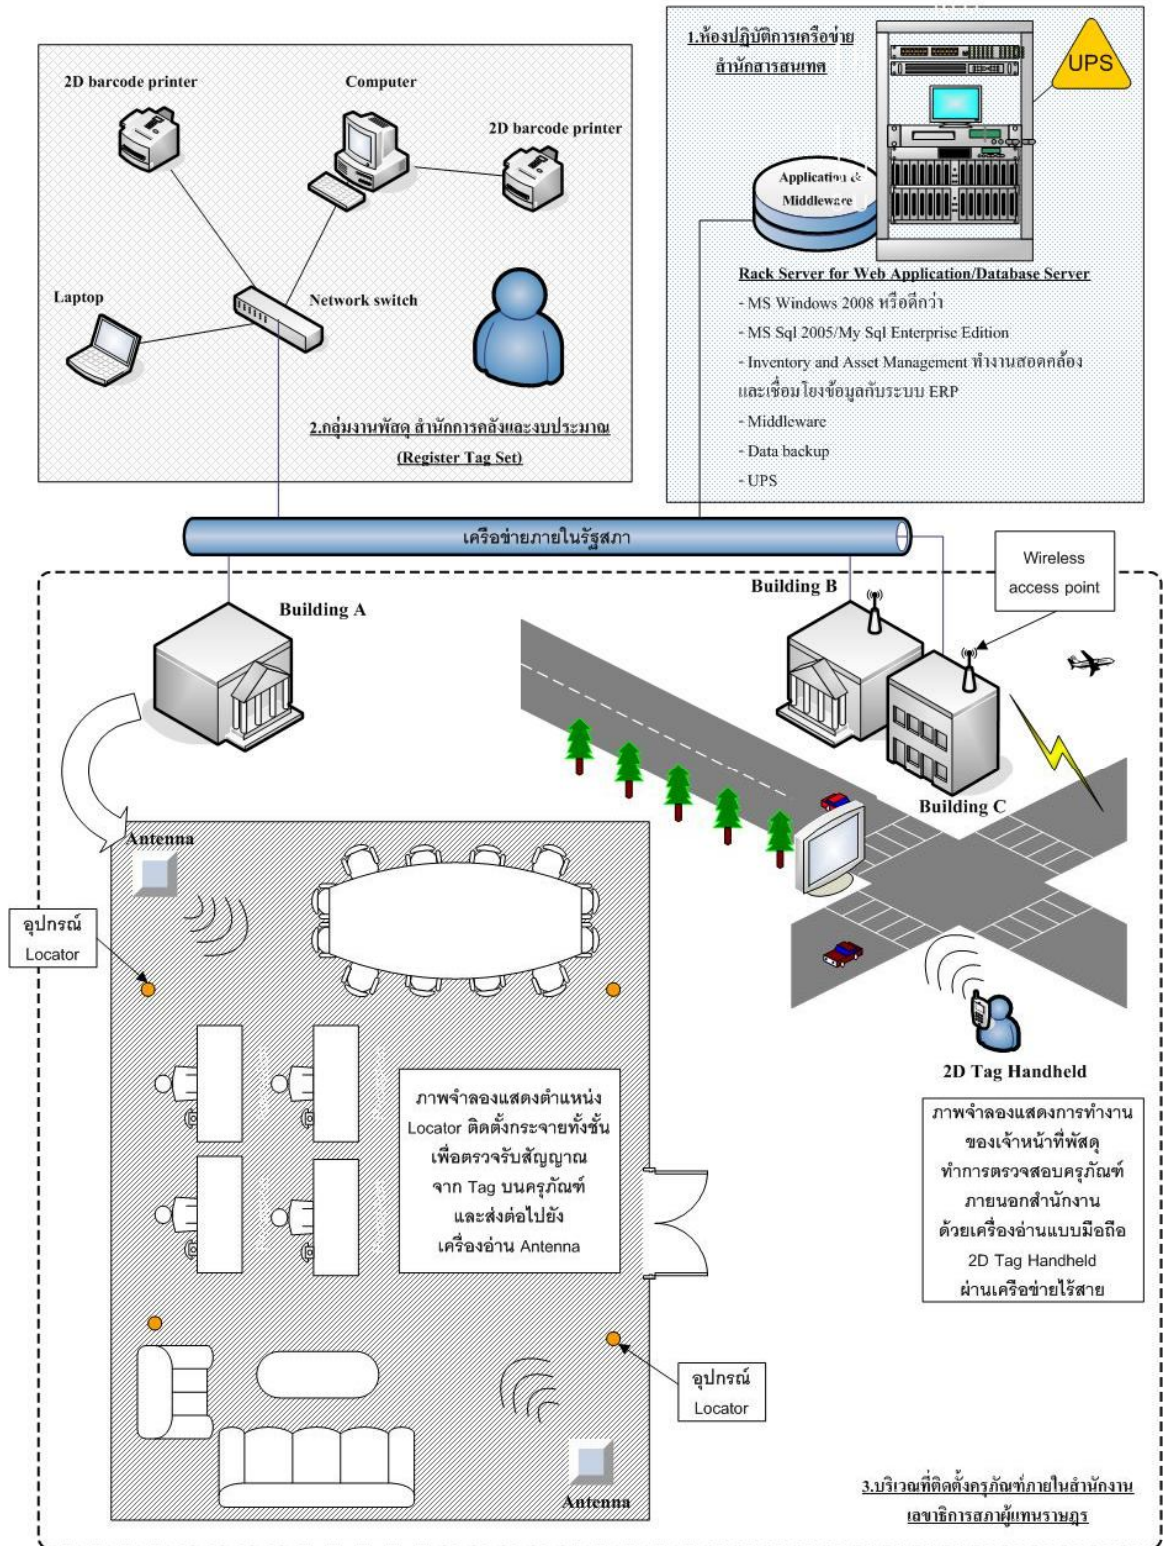 1.ห้องปฏิบัติการเครือข่าย
สำนักสารสนเทศ
UPS
Application &
Middleware
Rack Server for Web Application/Database Server
- MS Windows 2008 หรือดีกว่า
- MS Sql 2005/My Sql Enterprise Edition
- Inventory and Asset Management ทำงานสอดคล้อง
และเชื่อมโยงข้อมูลกับระบบ ERP
- Middleware
- Data backup
- UPS
2D barcode printer
Computer
2D barcode printer
Laptop
Network switch
2.กลุ่มงานพัสดุ สำนักการคลังและงบประมาณ
(Register Tag Set)
เครือข่ายภายในรัฐสภา
Building A
Building B
Wireless
access point
Building C
Antenna
อุปกรณ์
Locator
ภาพจำลองแสดงตำแหน่ง
Locator ติดตั้งกระจายทั้งชั้น
เพื่อตรวจรับสัญญาณ
จาก Tag บนครุภัณฑ์
และส่งต่อไปยัง
เครื่องอ่าน Antenna
2D Tag Handheld
ภาพจำลองแสดงการทำงาน
ของเจ้าหน้าที่พัสดุ
ทำการตรวจสอบครุภัณฑ์
ภายนอกสำนักงาน
ด้วยเครื่องอ่านแบบมือถือ
2D Tag Handheld
ผ่านเครือข่ายไร้สาย
อุปกรณ์
Locator
Antenna
3.บริเวณที่ติดตั้งครุภัณฑ์ภายในสำนักงาน
เลขาธิการสภาผู้แทนราษฎร